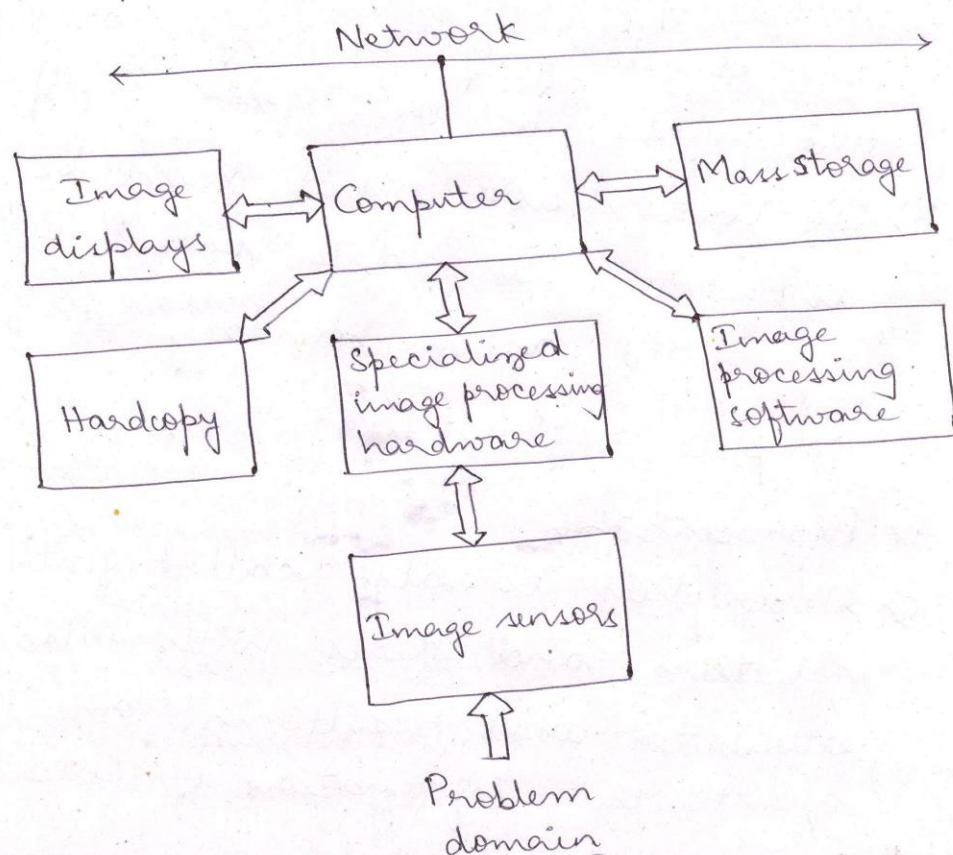 Network
Image
displays
Computer
Mass Storage
Hardcopy
Specialized
image processing
hardware
Image
processing
software
Image sensors
Problem
domain